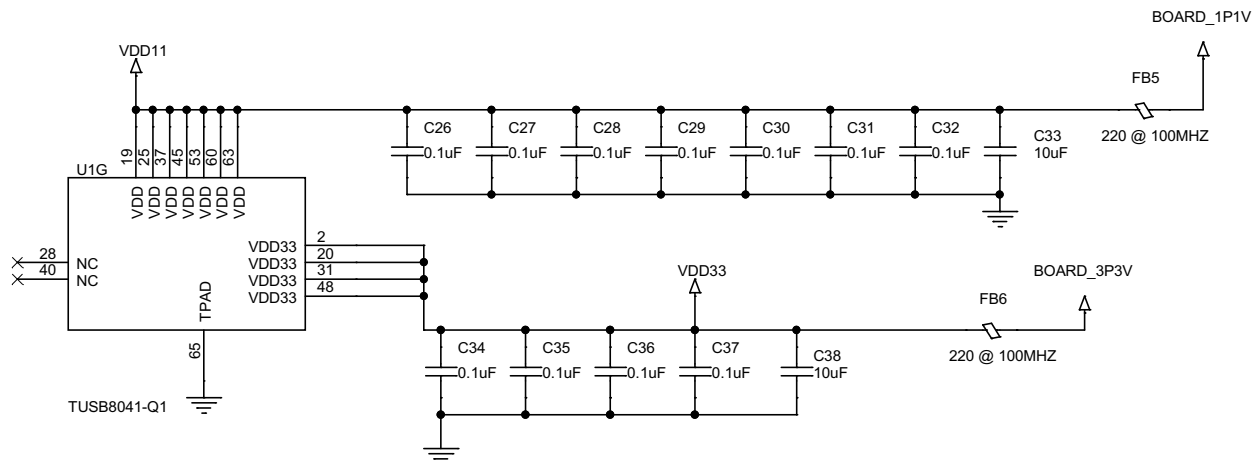 BOARD_1P1V
VDD11
FB5
220 @ 100MHZ
C26
0.1uF
C27
0.1uF
C28
0.1uF
C29
0.1uF
C30
0.1uF
C31
0.1uF
C32
0.1uF
C33
10uF
19
25
37
45
53
60
63
U1G
VDD
VDD
VDD
VDD
VDD
VDD
VDD
28
NC
40
NC
VDD33
2
VDD33
20
VDD33
31
VDD33
48
TPAD
65
TUSB8041-Q1
VDD33
BOARD_3P3V
FB6
220 @ 100MHZ
C34
0.1uF
C35
0.1uF
C36
0.1uF
C37
0.1uF
C38
10uF